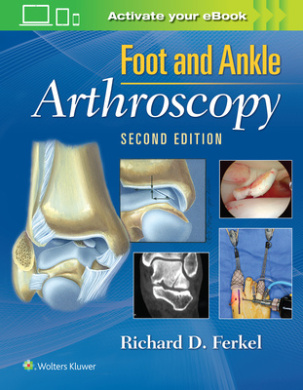 Activate your eBook
Foot and Ankle
Arthroscopy
SECOND EDITION
Richard D. Ferkel
Wolters Kluwer